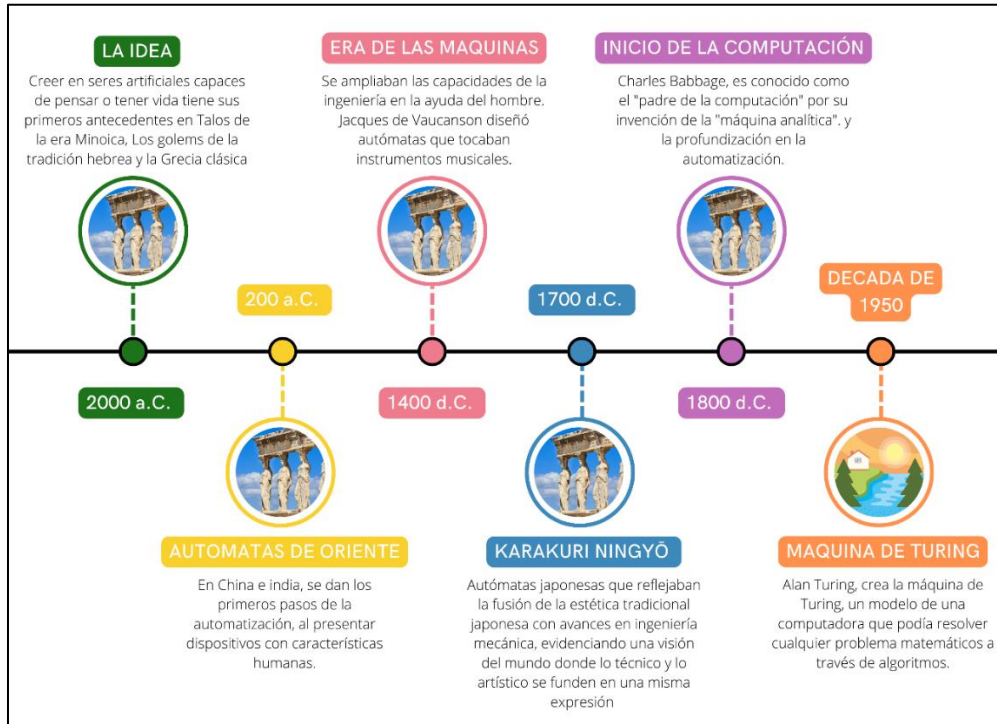 LA IDEA
Creer en seres artificiales capaces
de pensar o tener vida tiene sus
primeros antecedentes en Talos de
la era Minoica, Los golems de la
tradición hebrea y la Grecia clásica
2000 a.C.
200 a.C.
AUTOMATAS DE ORIENTE
En China e india, se dan los
primeros pasos de la
automatización, al presentar
dispositivos con características
humanas.
ERA DE LAS MAQUINAS
Se ampliaban las capacidades de la
ingeniería en la ayuda del hombre.
Jacques de Vaucanson diseñó
autómatas que tocaban
instrumentos musicales.
1400 d.C.
1700 d.C.
KARAKURI NINGYŌ
Autómatas japonesas que reflejaban
la fusión de la estética tradicional
japonesa con avances en ingeniería
mecánica, evidenciando una visión
del mundo donde lo técnico y lo
artístico se funden en una misma
expresión
INICIO DE LA COMPUTACIÓN
Charles Babbage, es conocido como
el "padre de la computación" por su
invención de la "máquina analítica". y
la profundización en la
automatización.
1800 d.C.
DECADA DE
1950
MAQUINA DE TURING
Alan Turing, crea la máquina de
Turing, un modelo de una
computadora que podía resolver
cualquier problema matemáticos a
través de algoritmos.